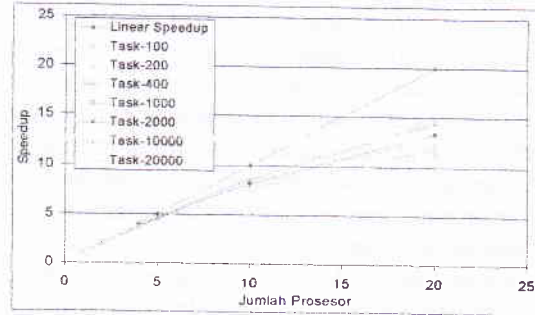 25
20
15
10
5
0
Speedup
Linear Speedup
Task-100
Task-200
Task-400
Task-1000
Task-2000
Task-10000
Task-20000
0 5 10 15 20 25
Jumlah Prosesor